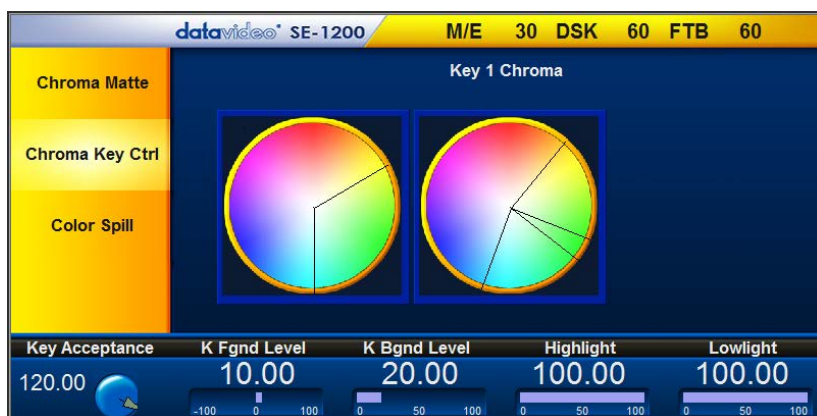 datavideo SE-1200 M/E 30 DSK 60 FTB 60
Key 1 Chroma
Chroma Matte
Chroma Key Ctrl
Color Spill
Key Acceptance K Fgnd Level K Bgnd Level Highlight Lowlight
120.00 10.00 20.00 100.00 100.00
-100 0 100 0 50 100 0 50 100 0 50 100